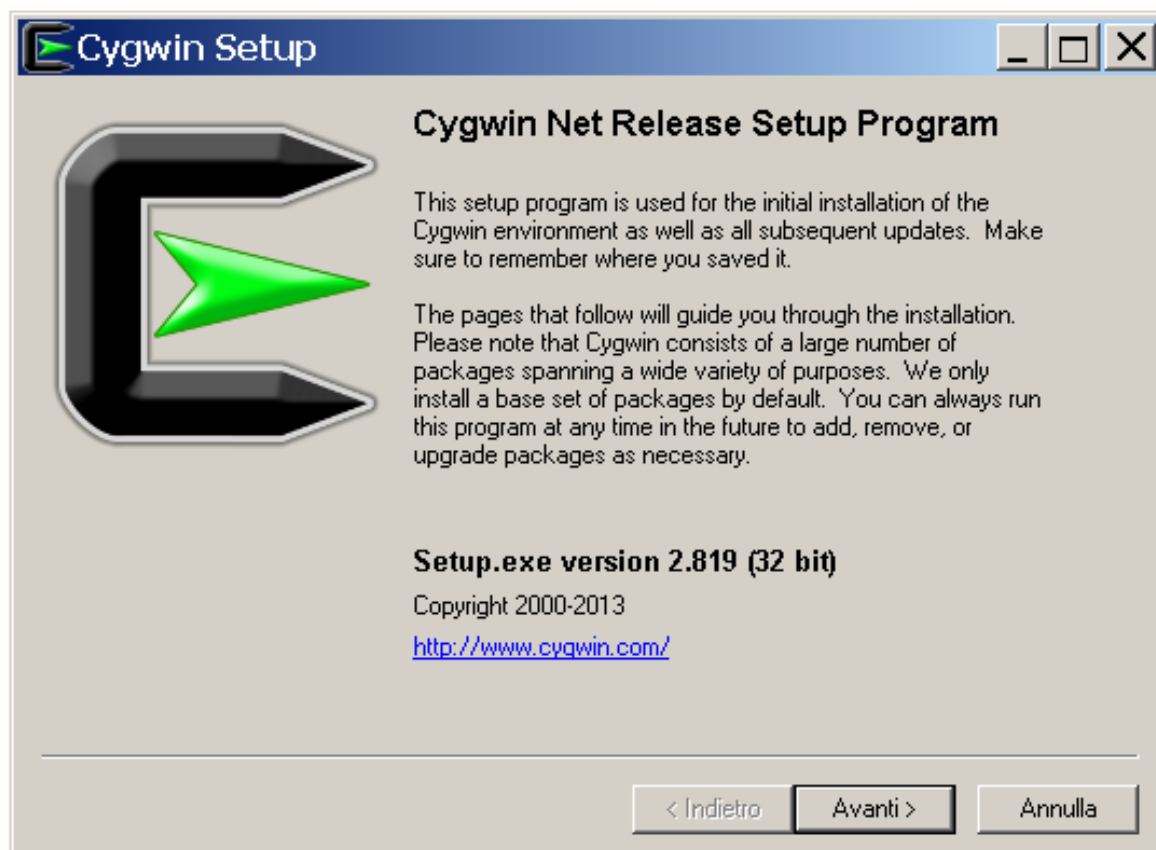 Cygwin Setup
Cygwin Net Release Setup Program
This setup program is used for the initial installation of the
Cygwin environment as well as all subsequent updates.  Make
sure to remember where you saved it.
The pages that follow will guide you through the installation.
Please note that Cygwin consists of a large number of
packages spanning a wide variety of purposes.  We only
install a base set of packages by default.  You can always run
this program at any time in the future to add, remove, or
upgrade packages as necessary.
Setup.exe version 2.819 (32 bit)
Copyright 2000-2013
http://www.cygwin.com/
< Indietro
Avanti >
Annulla